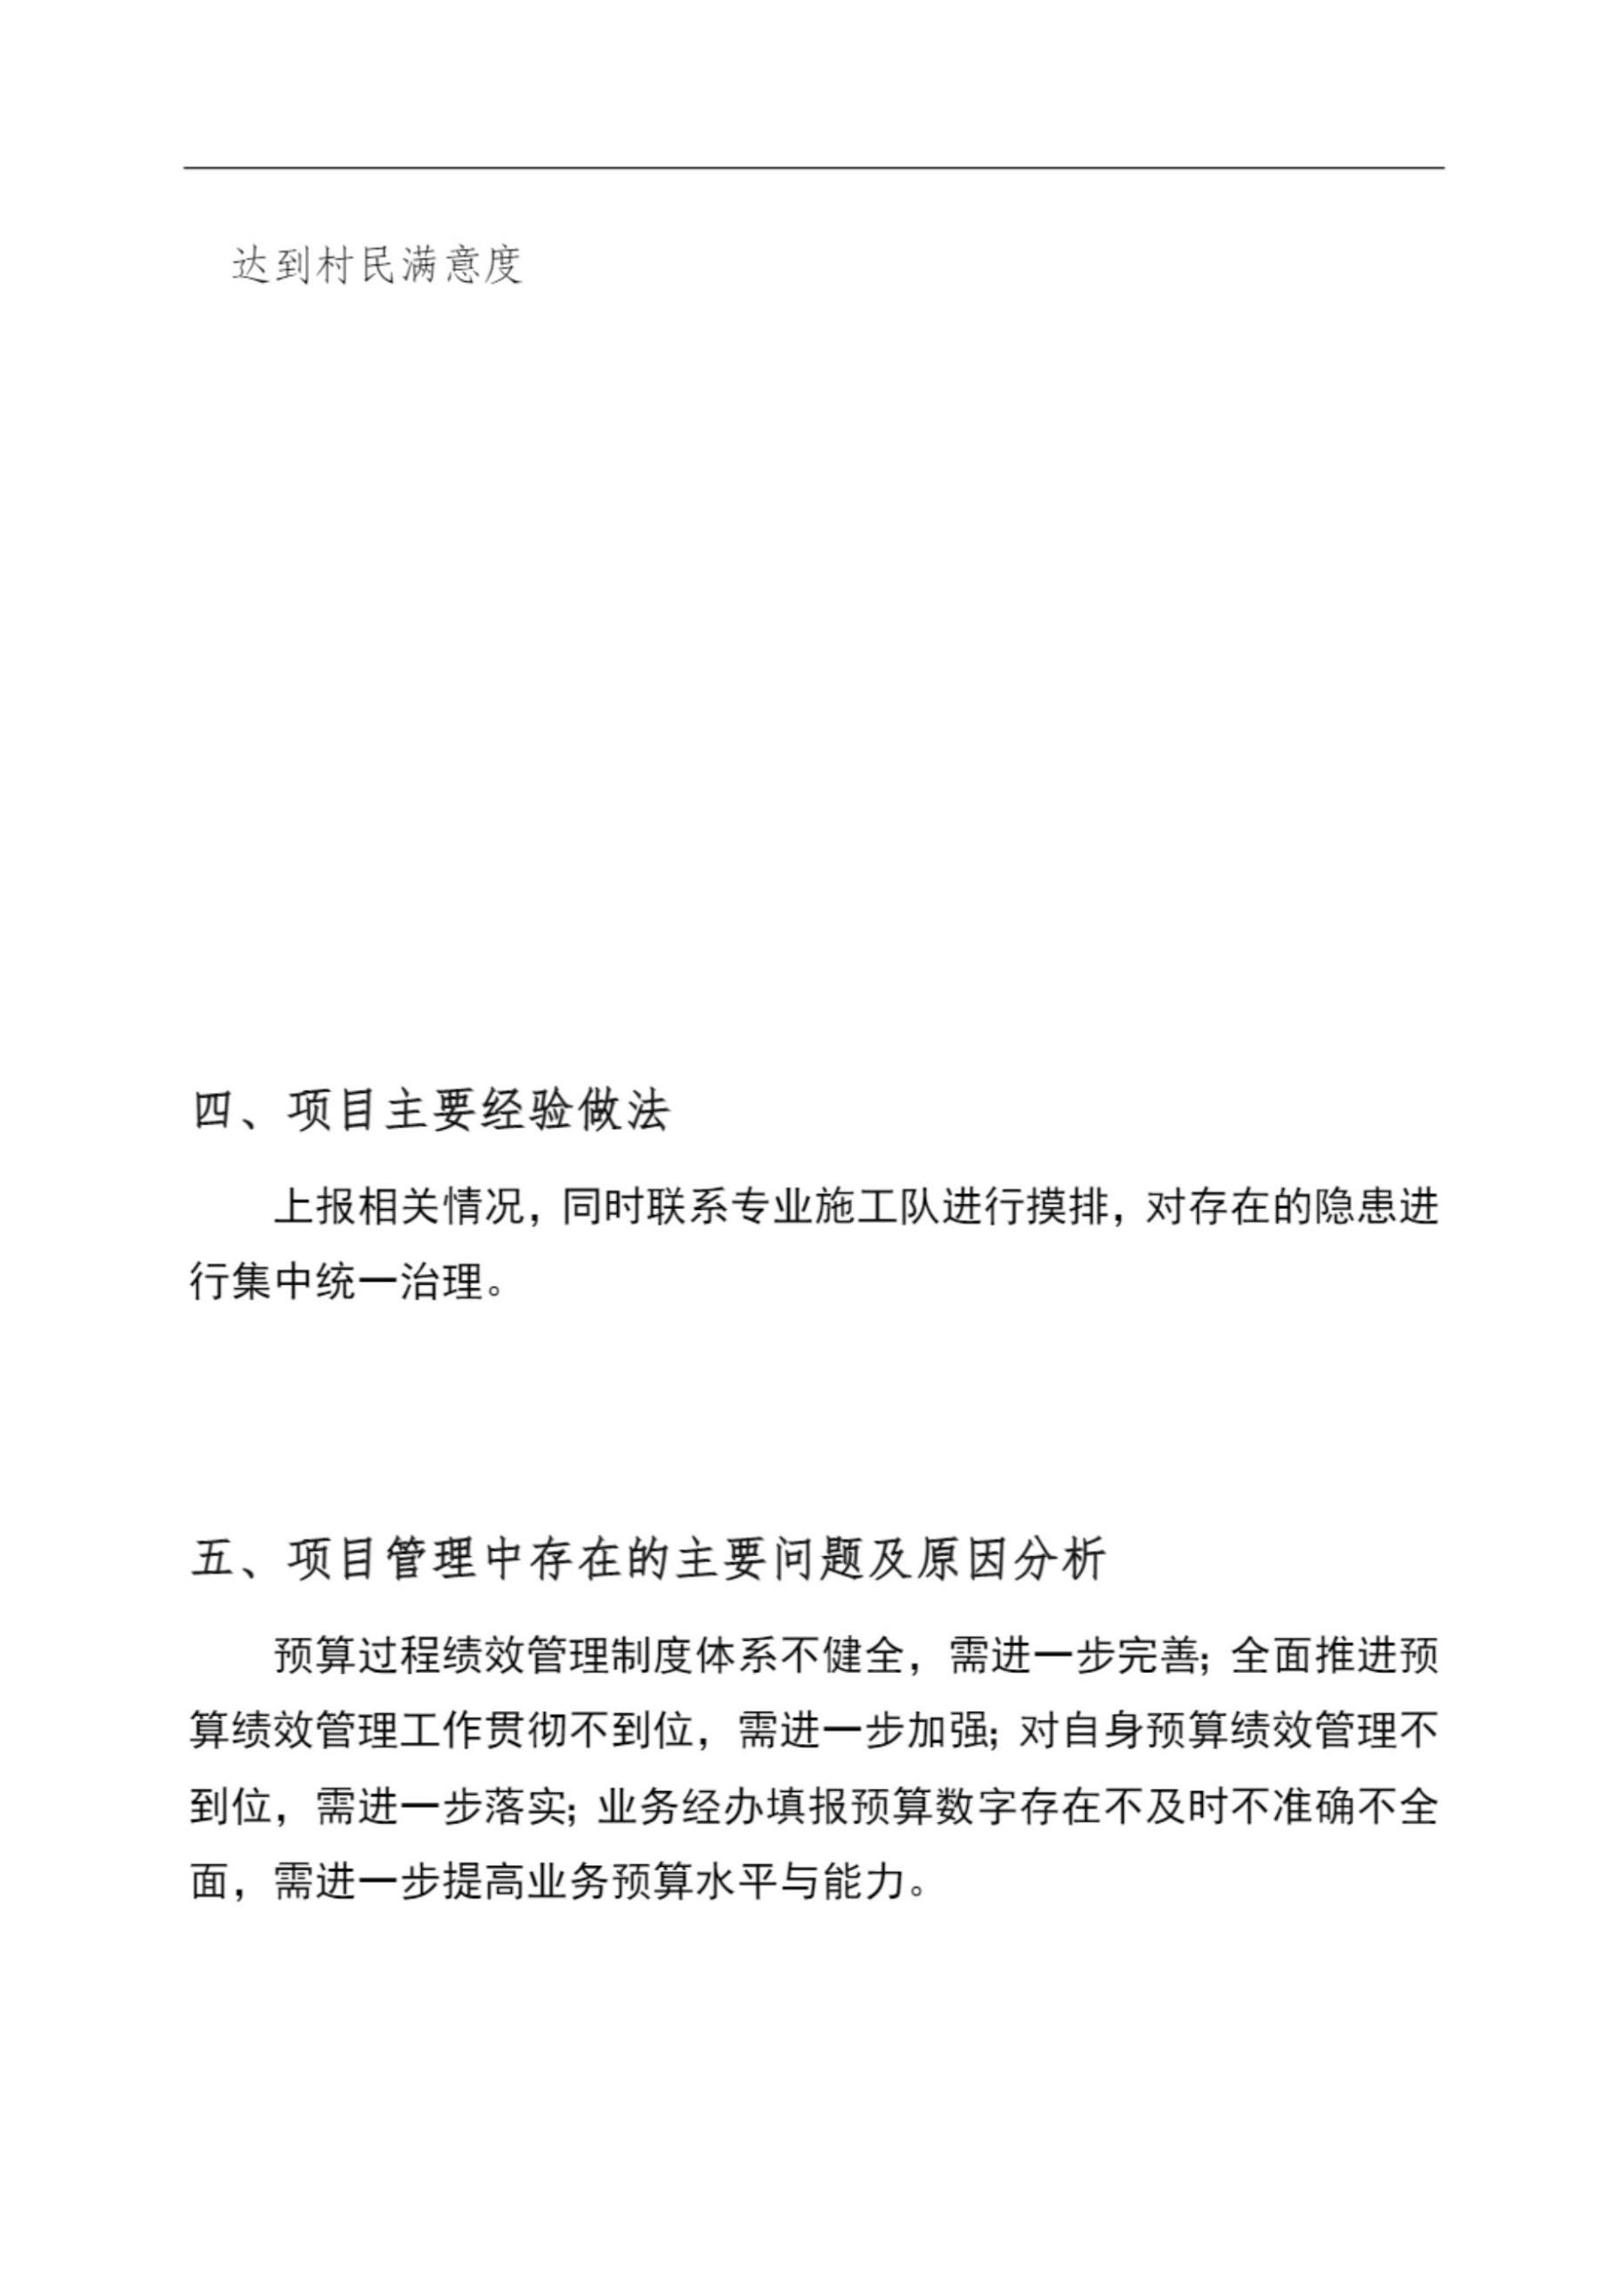 达到村民满意度
四、项目主要经验做法
上报相关情况，同时联系专业施工队进行摸排，对存在的隐患进
行集中统一治理。
五、项目管理中存在的主要问题及原因分析
预算过程绩效管理制度体系不健全，需进一步完善；全面推进预
算绩效管理工作贯彻不到位，需进一步加强；对自身预算绩效管理不
到位，需进一步落实；业务经办填报预算数字存在不及时不准确不全
面，需进一步提高业务预算水平与能力。